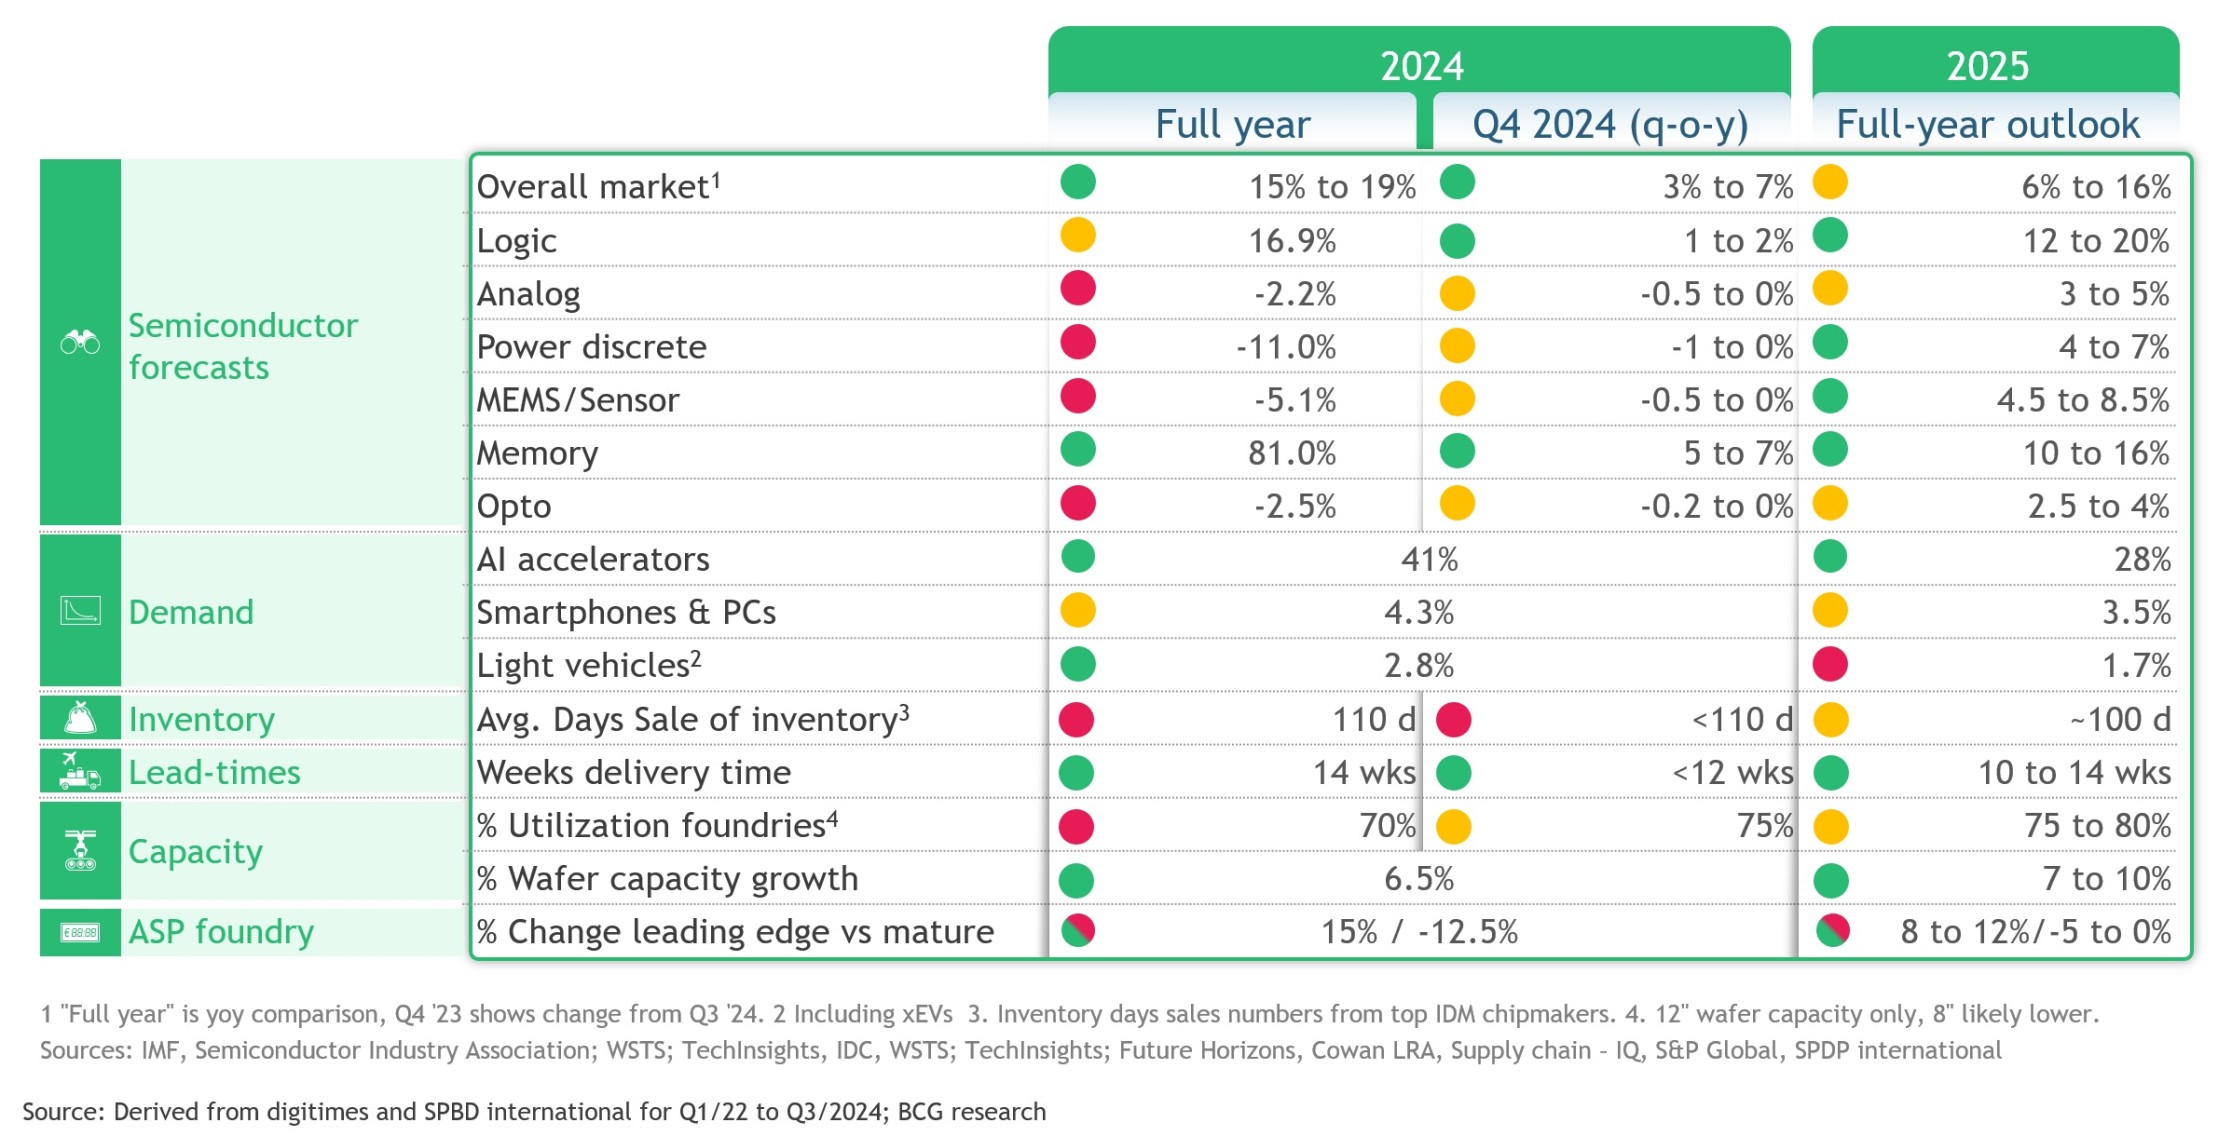 2024 2025
Full year Q4 2024 (q-o-y) Full-year outlook
Semiconductor
forecasts
Overall market1 15% to 19% 3% to 7% 6% to 16%
Logic 16.9% 1 to 2% 12 to 20%
Analog -2.2% -0.5 to 0% 3 to 5%
Power discrete -11.0% -1 to 0% 4 to 7%
MEMS/Sensor -5.1% -0.5 to 0% 4.5 to 8.5%
Memory 81.0% 5 to 7% 10 to 16%
Opto -2.5% -0.2 to 0% 2.5 to 4%
Demand
AI accelerators 41% 28%
Smartphones & PCs 4.3% 3.5%
Light vehicles2 2.8% 1.7%
Inventory Avg. Days Sale of inventory3 110 d <110 d ~100 d
Lead-times Weeks delivery time 14 wks <12 wks 10 to 14 wks
Capacity
% Utilization foundries4 70% 75% 75 to 80%
% Wafer capacity growth 6.5% 7 to 10%
€ 88:88 ASP foundry % Change leading edge vs mature 15% / -12.5% 8 to 12%/-5 to 0%
1 "Full year" is yoy comparison, Q4 '23 shows change from Q3 '24. 2 Including xEVs 3. Inventory days sales numbers from top IDM chipmakers. 4. 12" wafer capacity only, 8" likely lower.
Sources: IMF, Semiconductor Industry Association; WSTS; TechInsights, IDC, WSTS; TechInsights; Future Horizons, Cowan LRA, Supply chain - IQ, S&P Global, SPDP international
Source: Derived from digitimes and SPBD international for Q1/22 to Q3/2024; BCG research